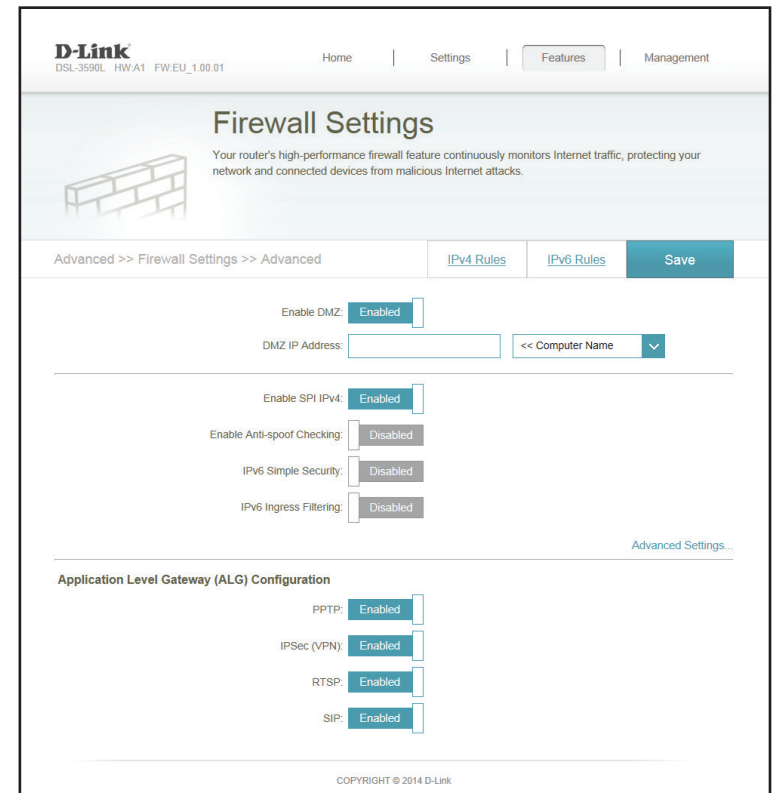 D-Link
DSL-3590L HW:A1 FW:EU_1.00.01
Home
Settings
Features
Management
Firewall Settings
Your router's high-performance firewall feature continuously monitors Internet traffic, protecting your
network and connected devices from malicious Internet attacks.
Advanced >> Firewall Settings >> Advanced
IPv4 Rules
IPv6 Rules
Save
Enable DMZ: Enabled
DMZ IP Address: << Computer Name
Enable SPI IPv4: Enabled
Enable Anti-spoof Checking: Disabled
IPv6 Simple Security: Disabled
IPv6 Ingress Filtering: Disabled
Advanced Settings...
Application Level Gateway (ALG) Configuration
PPTP: Enabled
IPSec (VPN): Enabled
RTSP: Enabled
SIP: Enabled
COPYRIGHT © 2014 D-Link